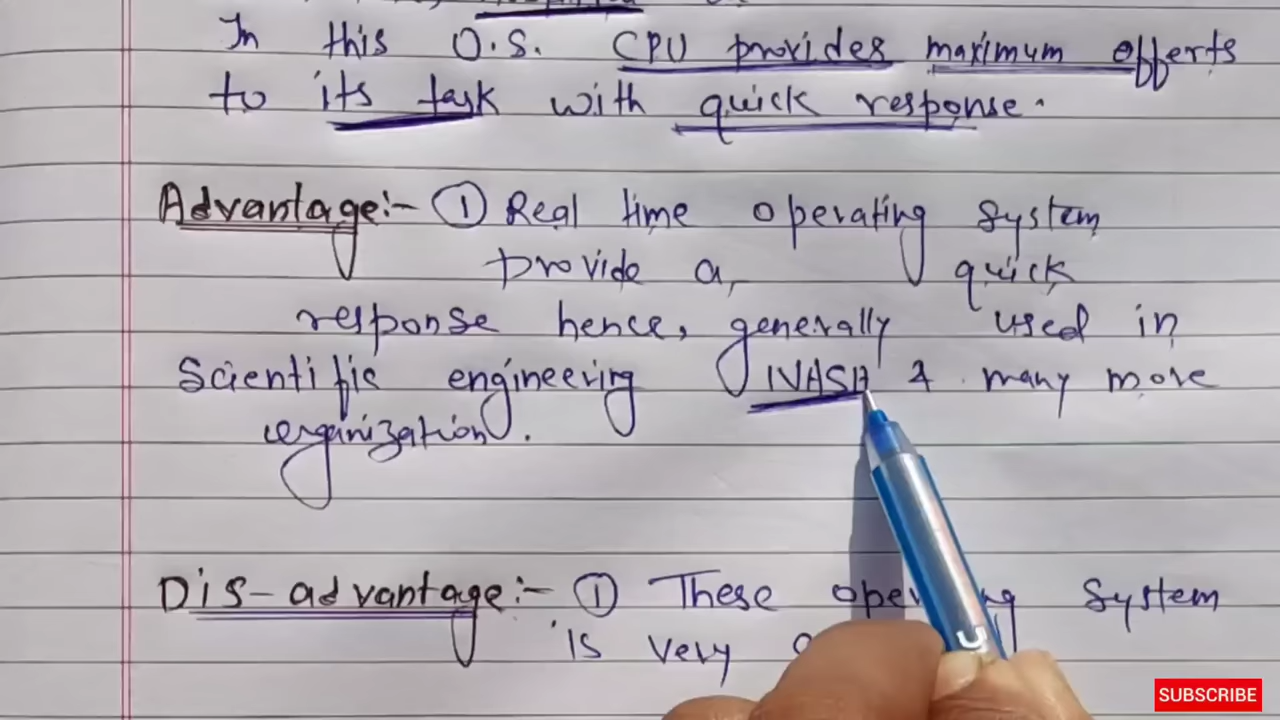 In this O.S. CPU provides maximum efferts
to its task with quick response.
Advantage:- ① Real time operating System
provide a, quick
response hence, generally used in
Scientific engineering NASA & many more
organization.
Dis-advantage:- ① These System
is very
SUBSCRIBE